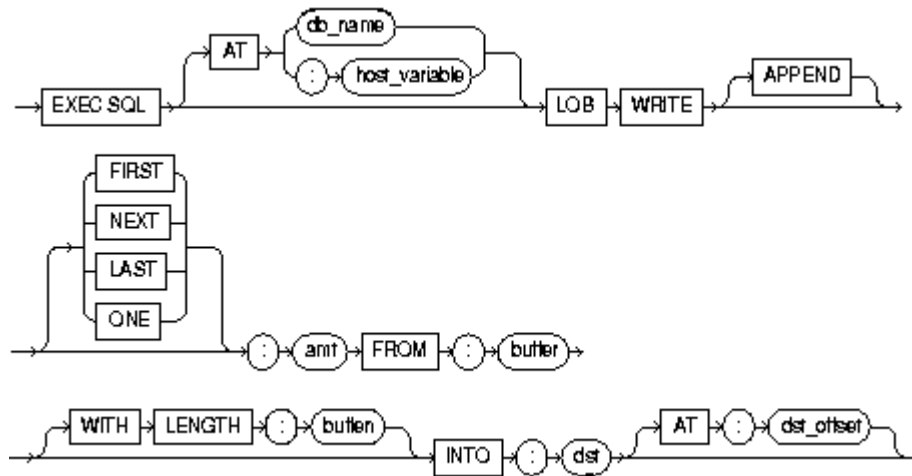 AT db_name
: host_variable
EXEC SQL LOB WRITE APPEND
FIRST
NEXT
LAST
ONE
: amt FROM : buffer
WITH LENGTH : buflen AT : dst_offset
INTO : dst